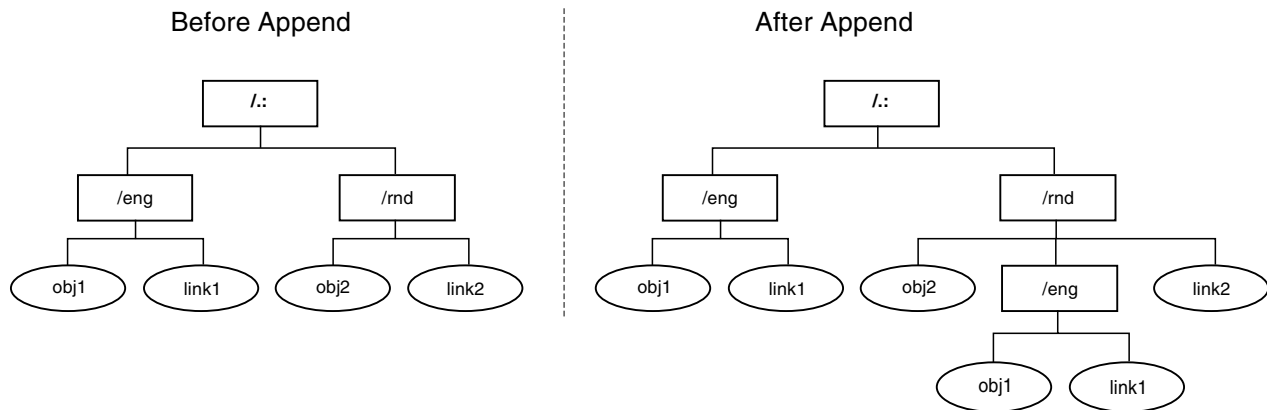 Before Append
After Append
/.:
/.:
/eng
/rnd
/eng
/rnd
obj1
link1
obj2
link2
obj1
link1
obj2
/eng
link2
obj1
link1